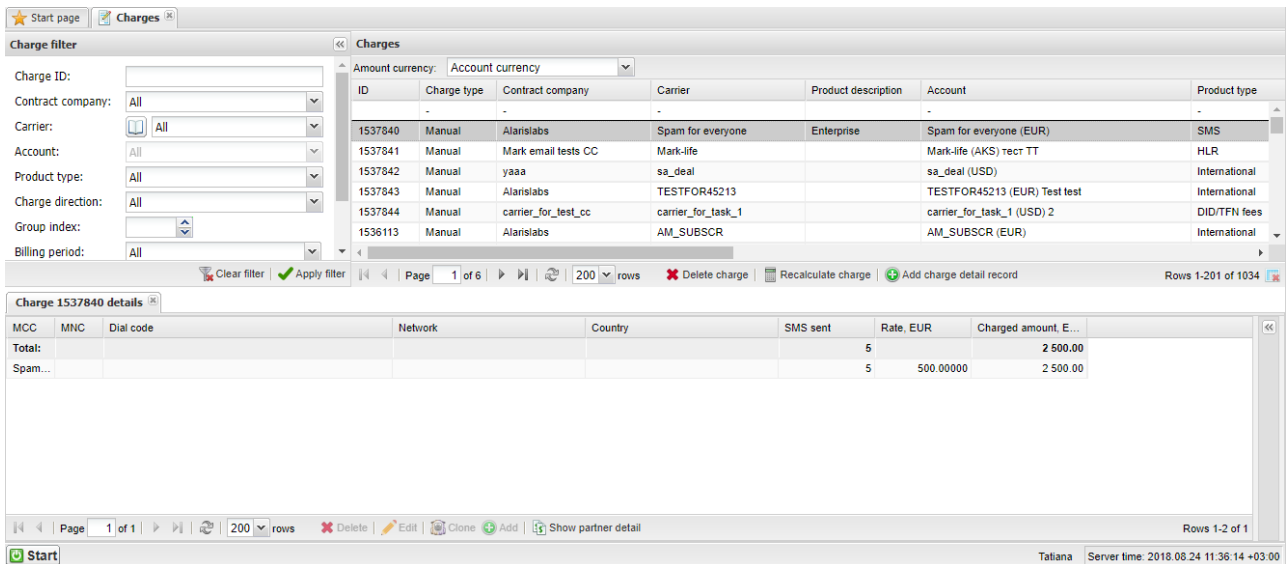 Start page Charges
Charge filter
Charge ID:
Contract company: All
Carrier: All
Account: All
Product type: All
Charge direction: All
Group index:
Billing period: All
Clear filter Apply filter
Charges
Amount currency: Account currency
ID Charge type Contract company Carrier Product description Account Product type
- - - - -
1537840 Manual Alarislabs Spam for everyone Enterprise Spam for everyone (EUR) SMS
1537841 Manual Mark email tests CC Mark-life Mark-life (AKS) тест TT HLR
1537842 Manual yaaa sa_deal sa_deal (USD) International
1537843 Manual Alarislabs TESTFOR45213 TESTFOR45213 (EUR) Test test International
1537844 Manual carrier_for_test_cc carrier_for_task_1 carrier_for_task_1 (USD) 2 DID/TFN fees
1536113 Manual Alarislabs AM_SUBSCR AM_SUBSCR (EUR) International
Page 1 of 6 200 rows Delete charge Recalculate charge Add charge detail record Rows 1-201 of 1034
Charge 1537840 details
MCC MNC Dial code Network Country SMS sent Rate, EUR Charged amount, E...
Total: 5 2 500.00
Spam... 5 500.00000 2 500.00
Page 1 of 1 200 rows Delete Edit Clone Add Show partner detail Rows 1-2 of 1
Start Tatiana Server time: 2018.08.24 11:36:14 +03:00